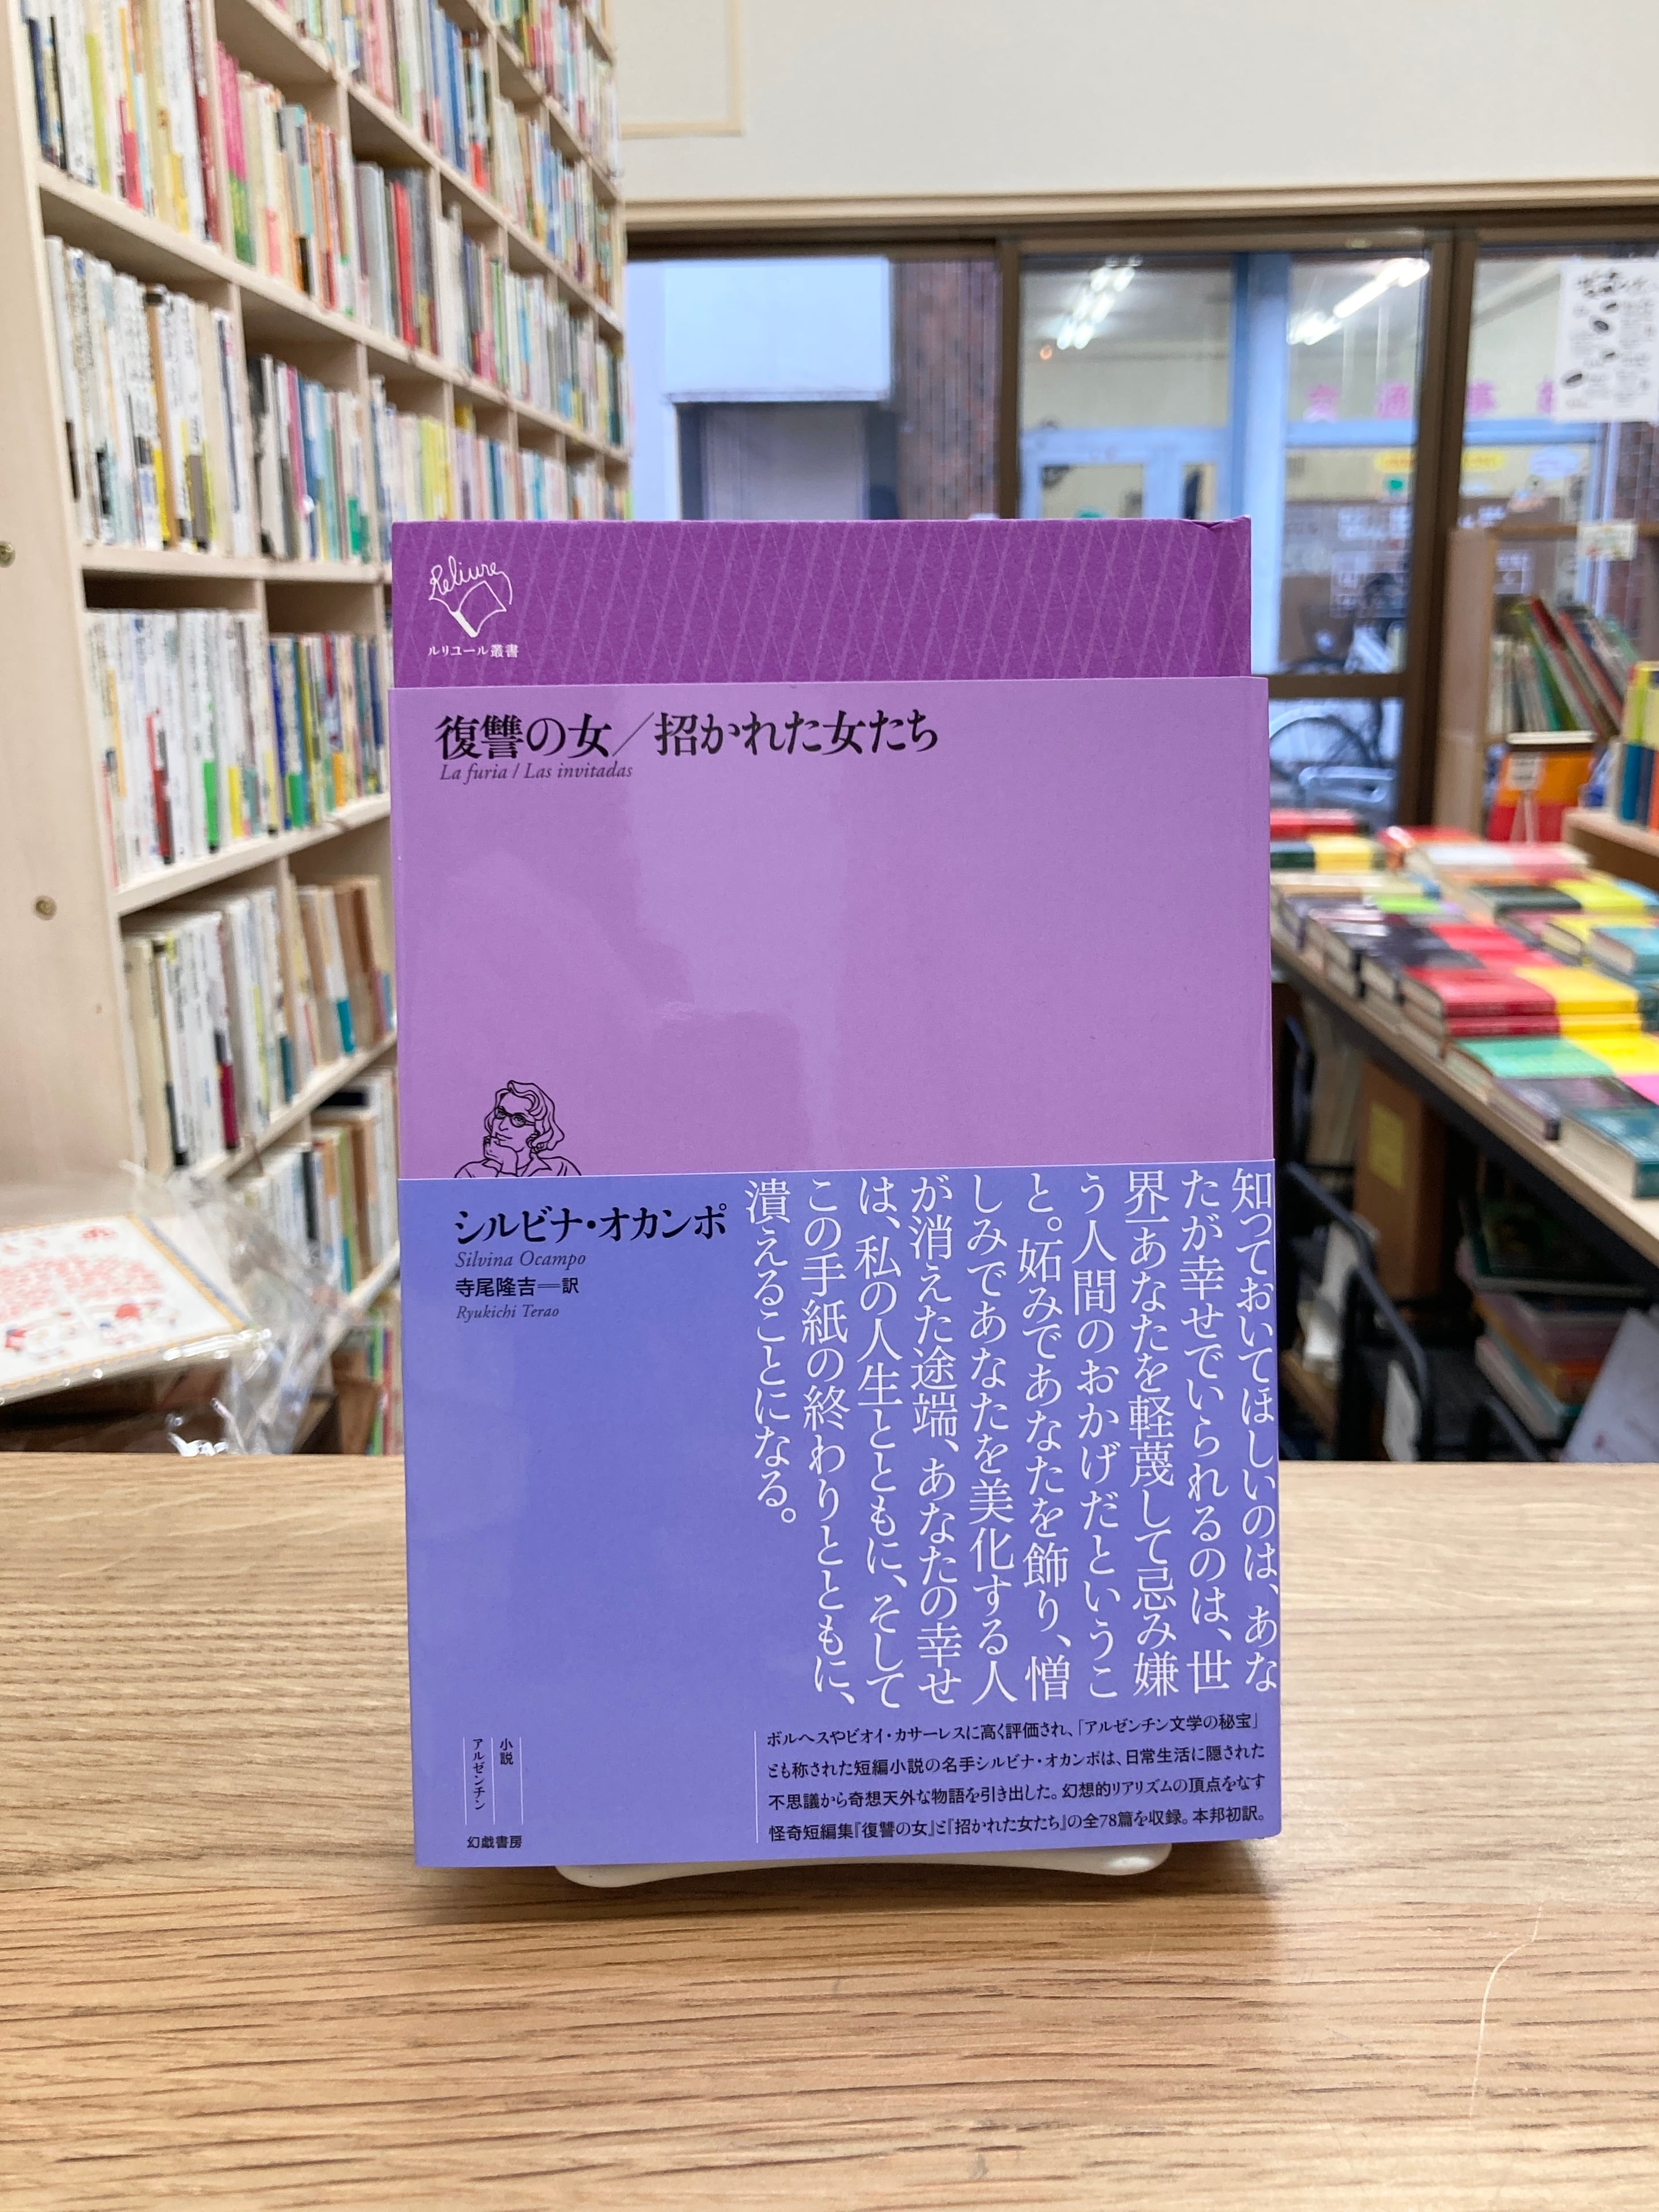 Reliure
ルリユール叢書
復讐の女／招かれた女たち
La furia / Las invitadas
シルビナ・オカンポ
Silvina Ocampo
寺尾隆吉──訳
Ryukichi Terao
知っておいてほしいのは、あな
たが幸せでいられるのは、世
界一あなたを軽蔑して忌み嫌
う人間のおかげだというこ
と。妬みであなたを飾り、憎
しみであなたを美化する人
が消えた途端、あなたの幸せ
は、私の人生とともに、そして
この手紙の終わりとともに、
潰えることになる。
ボルヘスやビオイ・カサーレスに高く評価され、「アルゼンチン文学の秘宝」
とも称された短編小説の名手シルビナ・オカンポは、日常生活に隠された
不思議から奇想天外な物語を引き出した。幻想的リアリズムの頂点をなす
怪奇短編集『復讐の女』と『招かれた女たち』の全78篇を収録。本邦初訳。
小説
アルゼンチン
幻戯書房